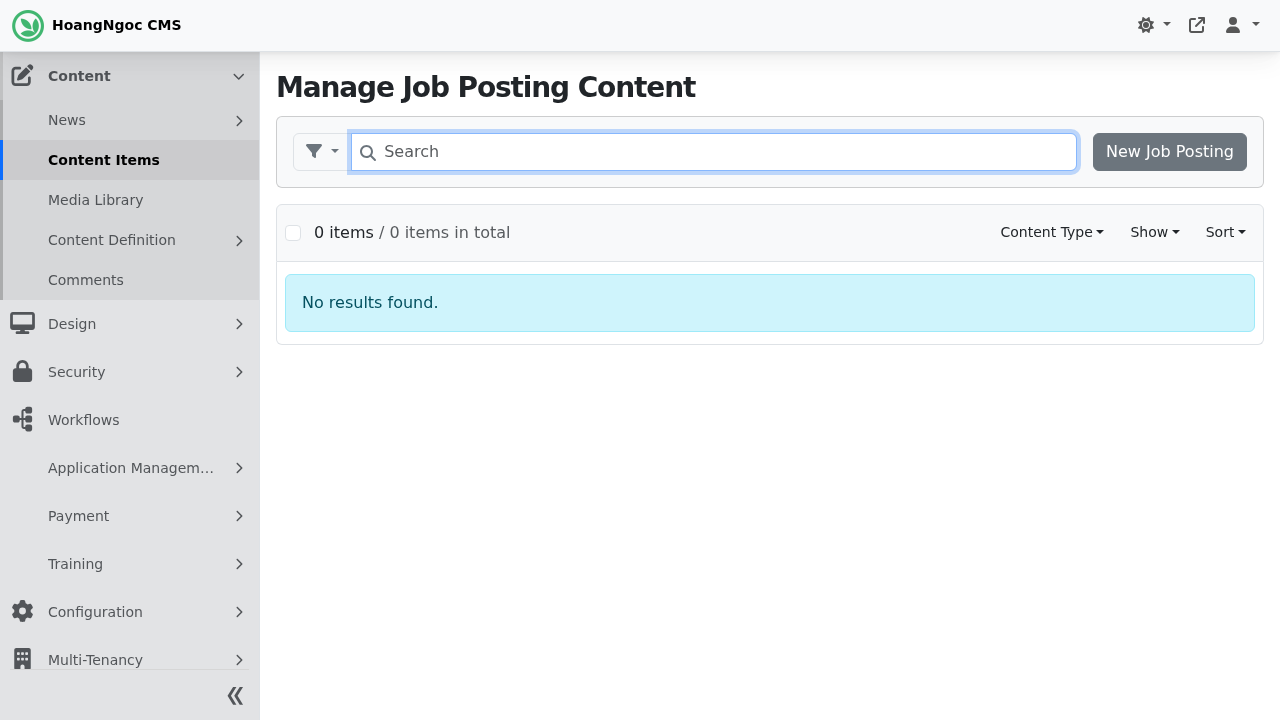 HoangNgoc CMS
Content
News
Content Items
Media Library
Content Definition
Comments
Design
Security
Workflows
Application Managem...
Payment
Training
Configuration
Multi-Tenancy
Manage Job Posting Content
Search
New Job Posting
0 items / 0 items in total
Content Type
Show
Sort
No results found.